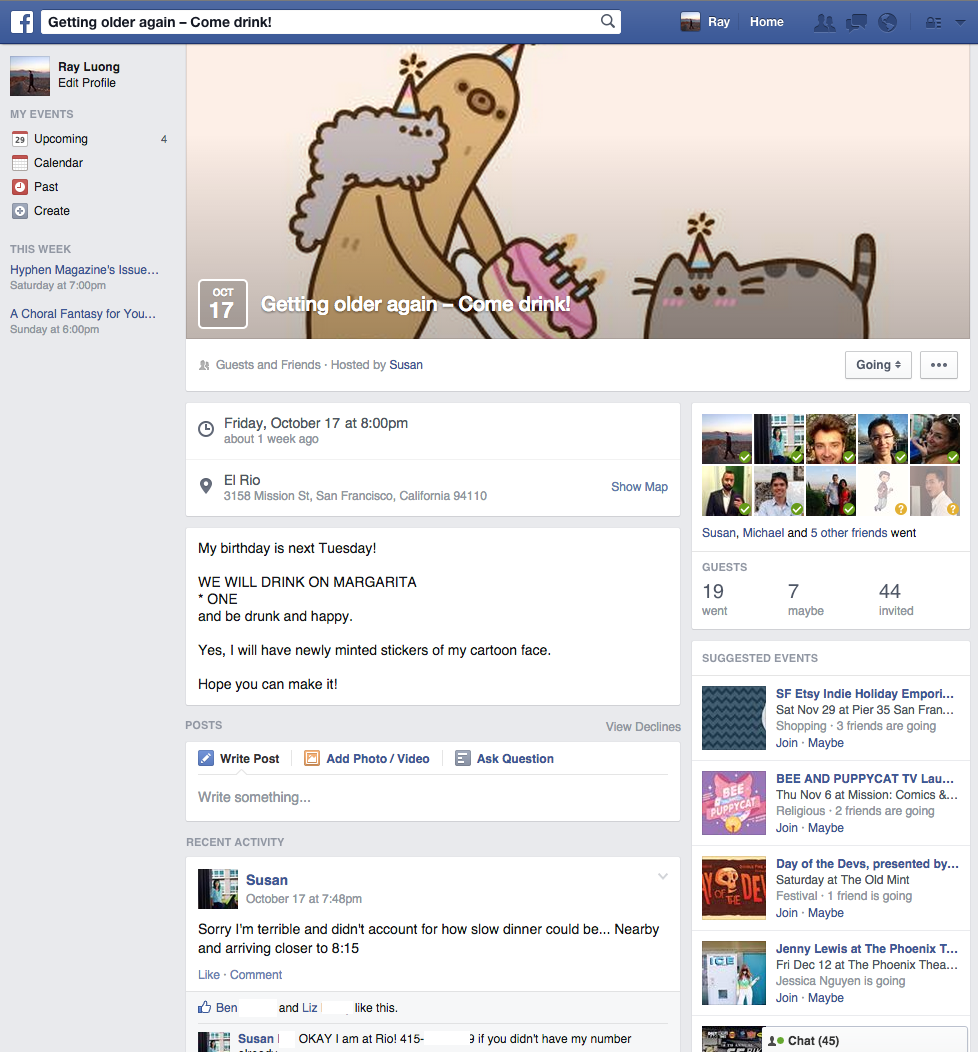 Getting older again – Come drink!
Ray
Home
Ray Luong
Edit Profile
MY EVENTS
29
Upcoming
4
Calendar
Past
Create
THIS WEEK
Hyphen Magazine's Issue...
Saturday at 7:00pm
A Choral Fantasy for You...
Sunday at 6:00pm
OCT
17
Getting older again – Come drink!
Guests and Friends · Hosted by Susan
Going
Friday, October 17 at 8:00pm
about 1 week ago
El Rio
3158 Mission St, San Francisco, California 94110
Show Map
My birthday is next Tuesday!
WE WILL DRINK ON MARGARITA
* ONE
and be drunk and happy.
Yes, I will have newly minted stickers of my cartoon face.
Hope you can make it!
POSTS
View Declines
Write Post
Add Photo / Video
Ask Question
Write something...
RECENT ACTIVITY
Susan
October 17 at 7:48pm
Sorry I'm terrible and didn't account for how slow dinner could be... Nearby
and arriving closer to 8:15
Like · Comment
Ben and Liz like this.
Susan OKAY I am at Rio! 415- 9 if you didn't have my number
already
Susan, Michael and 5 other friends went
GUESTS
19
went
7
maybe
44
invited
SUGGESTED EVENTS
SF Etsy Indie Holiday Empori...
Sat Nov 29 at Pier 35 San Fran...
Shopping · 3 friends are going
Join · Maybe
BEE AND PUPPYCAT
BEE AND PUPPYCAT TV Lau...
Thu Nov 6 at Mission: Comics &...
Religious · 2 friends are going
Join · Maybe
OF THE
Day of the Devs, presented by...
Saturday at The Old Mint
Festival · 1 friend is going
Join · Maybe
ICE
Jenny Lewis at The Phoenix T...
Fri Dec 12 at The Phoenix Thea...
Jessica Nguyen is going
Join · Maybe
Chat (45)